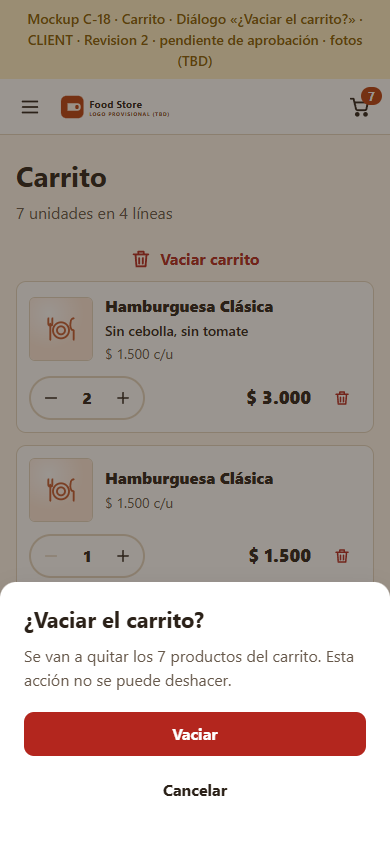 Mockup C-18 · Carrito · Diálogo «¿Vaciar el carrito?» ·
CLIENT · Revision 2 · pendiente de aprobación · fotos
(TBD)
Food Store
LOGO PROVISIONAL (TBD)
7
Carrito
7 unidades en 4 líneas
Vaciar carrito
Hamburguesa Clásica
Sin cebolla, sin tomate
$ 1.500 c/u
2
$ 3.000
Hamburguesa Clásica
$ 1.500 c/u
1
$ 1.500
¿Vaciar el carrito?
Se van a quitar los 7 productos del carrito. Esta
acción no se puede deshacer.
Vaciar
Cancelar